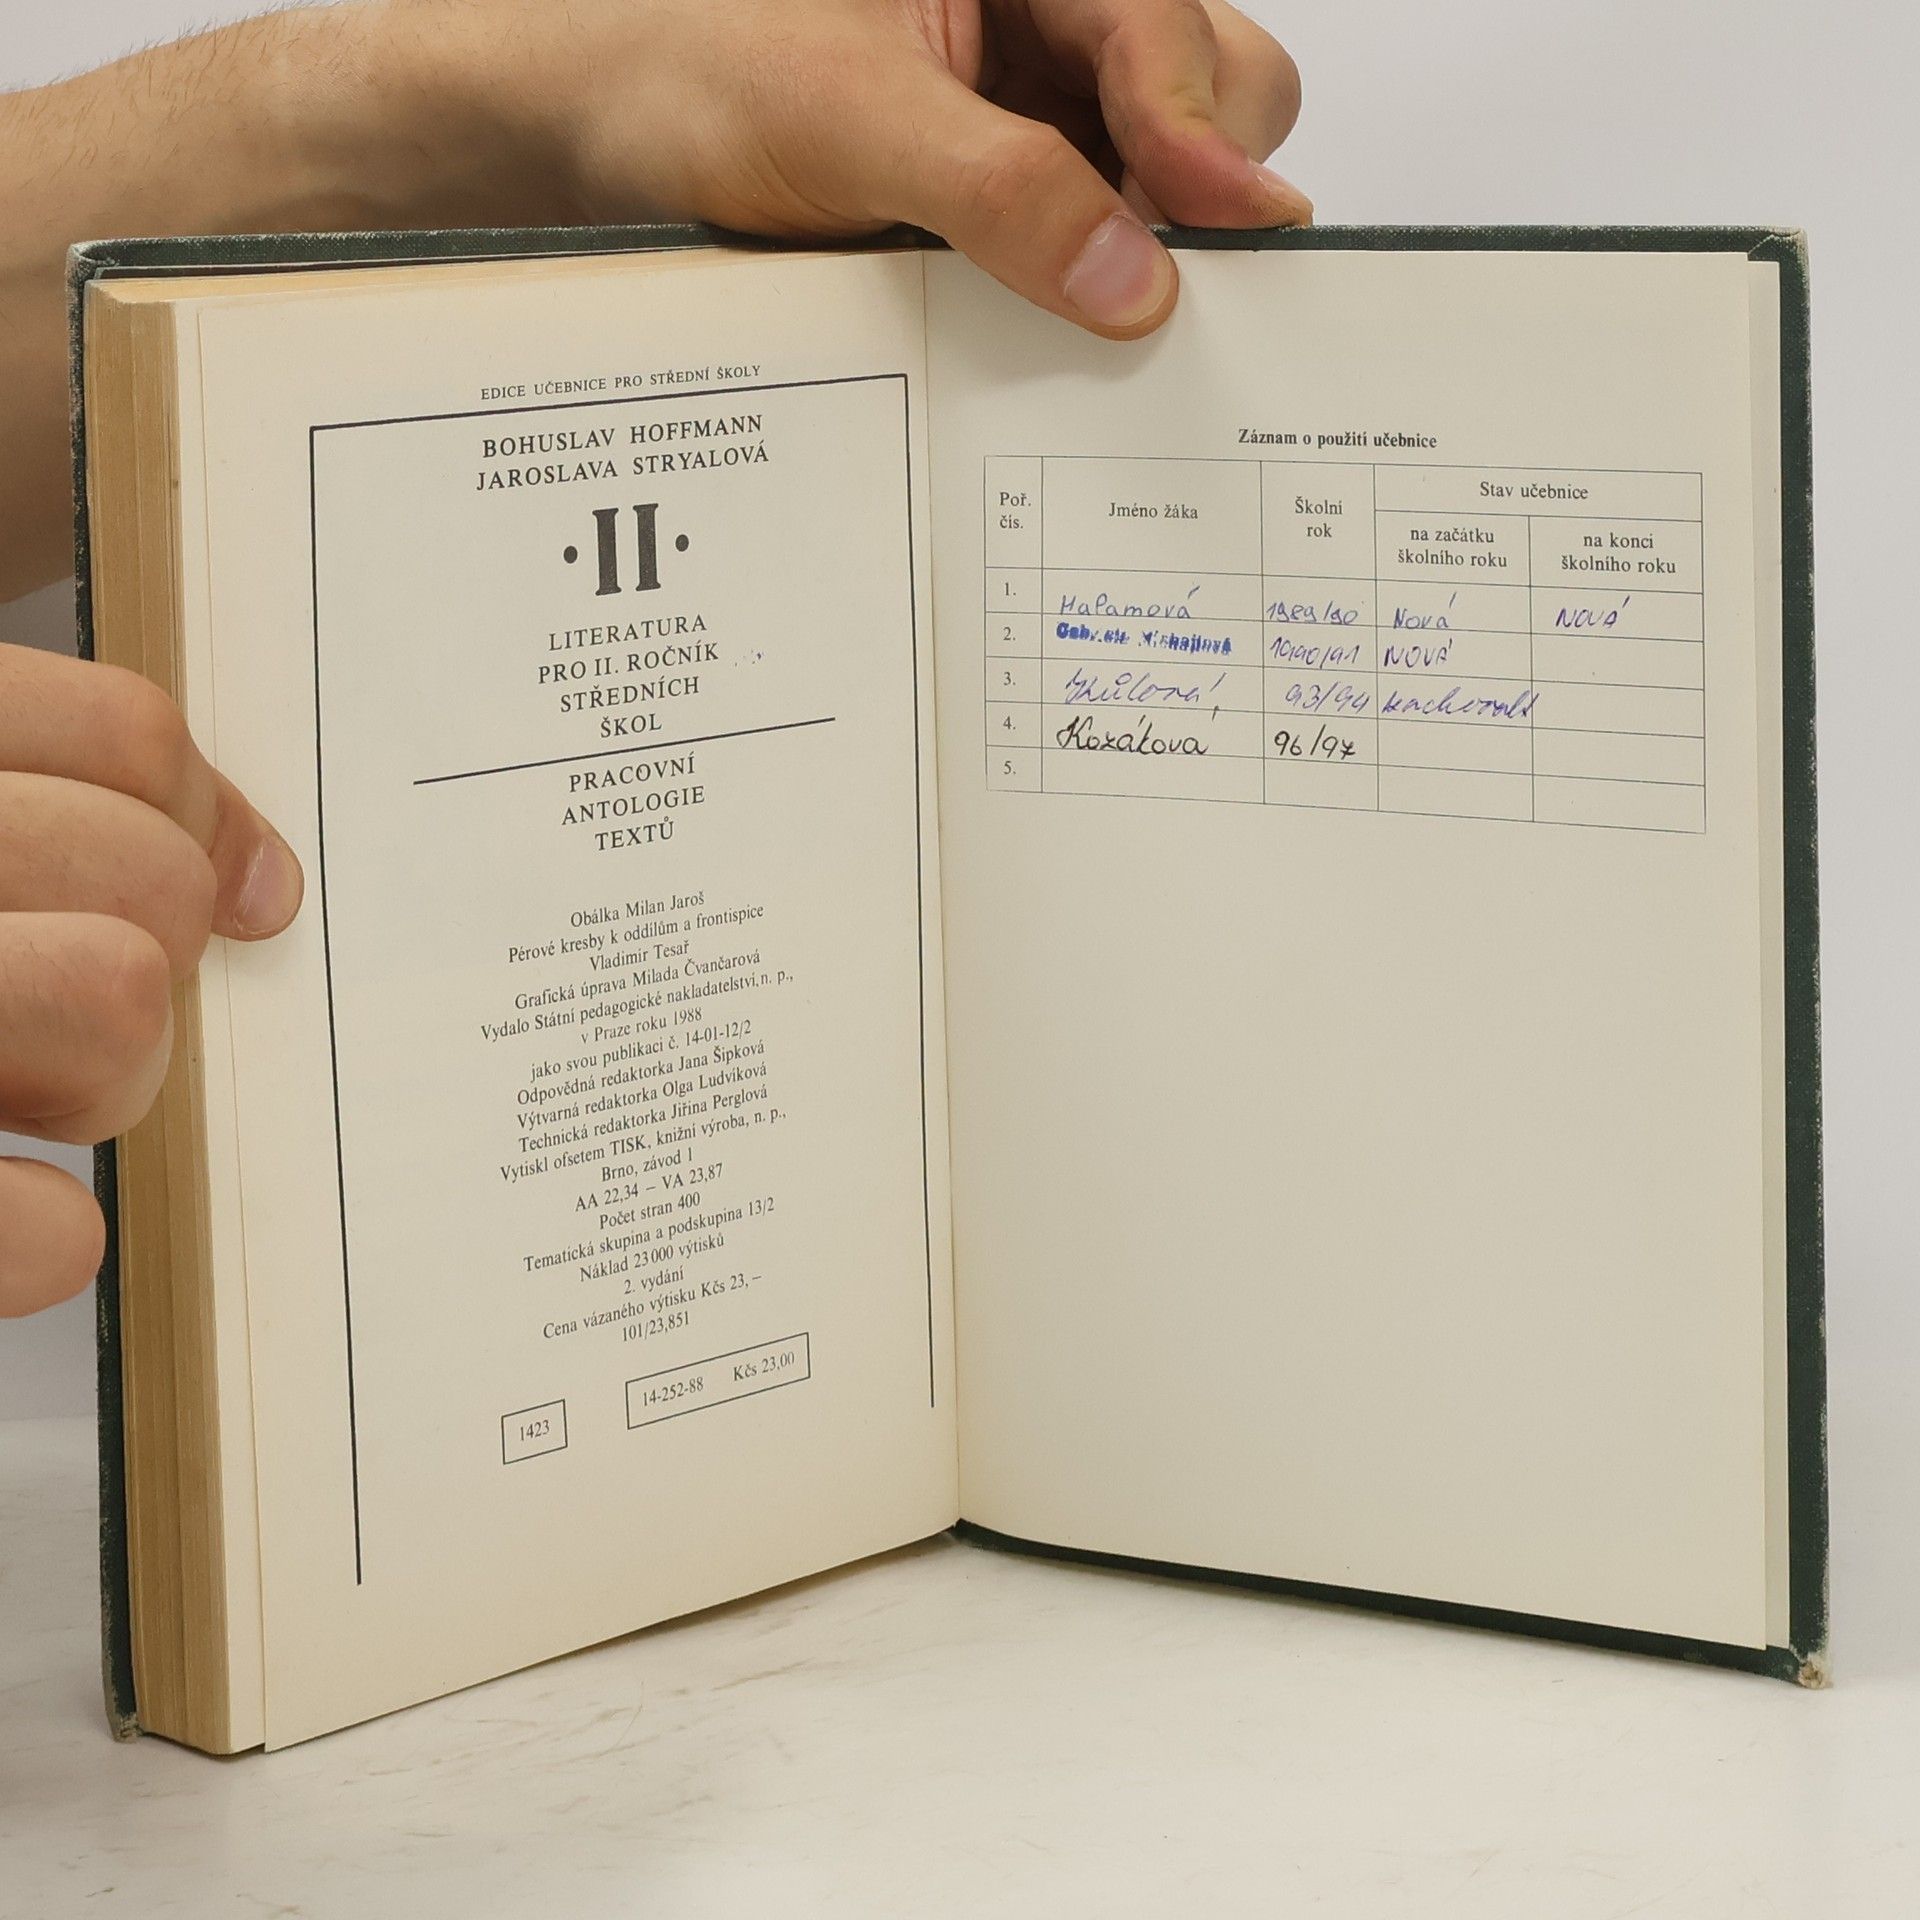 EDICE UČEBNICE PRO STŘEDNÍ ŠKOLY
BOHUSLAV HOFFMANN
JAROSLAVA STRYALOVÁ
·II·
LITERATURA
PRO II. ROČNÍK
STŘEDNÍCH
ŠKOL
PRACOVNÍ
ANTOLOGIE
TEXTŮ
Obálka Milan Jaroš
Pérové kresby k oddílům a frontispice
Vladimír Tesař
Grafická úprava Milada Čvančarová
Vydalo Státní pedagogické nakladatelství, n. p.,
v Praze roku 1988
jako svou publikaci č. 14-01-12/2
Odpovědná redaktorka Jana Šipková
Výtvarná redaktorka Olga Ludvíková
Technická redaktorka Jiřina Perglová
Vytiskl ofsetem TISK, knižní výroba, n. p.,
Brno, závod 1
AA 22,34 – VA 23,87
Počet stran 400
Tematická skupina a podskupina 13/2
Náklad 23 000 výtisků
2. vydání
Cena vázaného výtisku Kčs 23,–
101/23,851
1423
14-252-88 Kčs 23,00
Záznam o použití učebnice
Poř. čís.
Jméno žáka
Školní rok
Stav učebnice
na začátku školního roku
na konci školního roku
1. Halamová 1989/90 Nová NOVÁ
2. 1990/91 NOVÁ
3. 93/94
4. Kozáková 96/97
5.